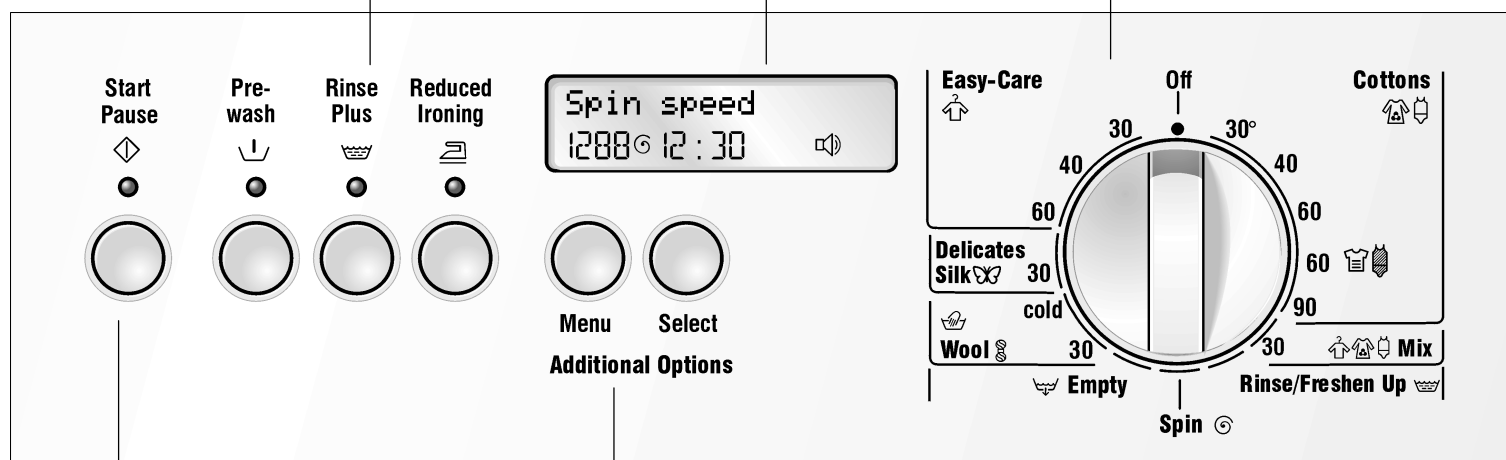 Start
Pause
Pre-
wash
Rinse
Plus
Reduced
Ironing
Spin speed
1288 12:30
Menu
Select
Additional Options
Easy-Care
Off
Cottons
30
30°
40
40
60
60
Delicates
Silk 30
60
cold
90
Wool 30
30 Mix
Empty
Rinse/Freshen Up
Spin